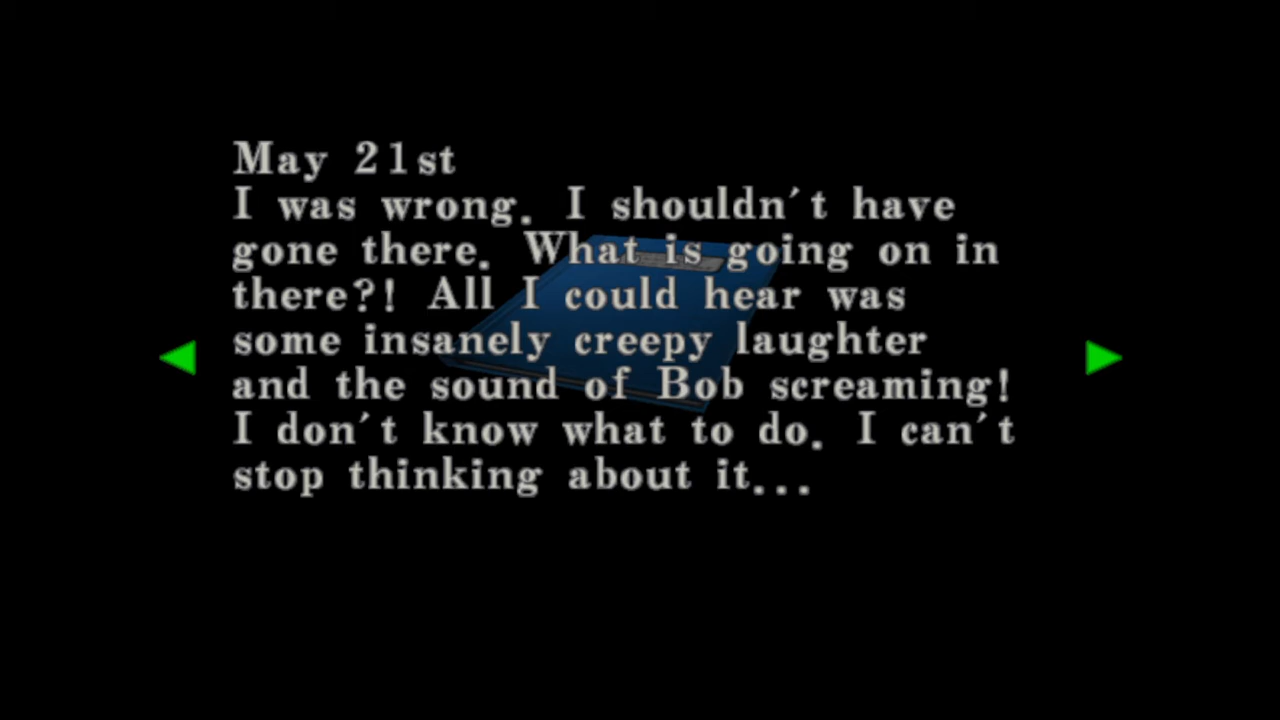 May 21st
I was wrong. I shouldn't have
gone there. What is going on in
there?! All I could hear was
some insanely creepy laughter
and the sound of Bob screaming!
I don't know what to do. I can't
stop thinking about it...